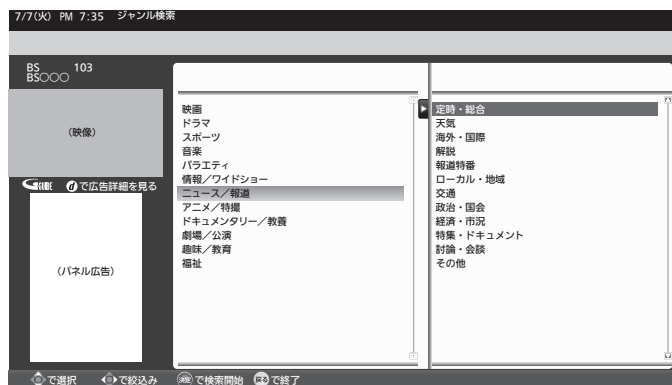 7/7(火) PM 7:35 ジャンル検索
BS 103
BS○○○
(映像)
G GUIDE dで広告詳細を見る
(パネル広告)
映画
ドラマ
スポーツ
音楽
バラエティ
情報／ワイドショー
ニュース／報道
アニメ／特撮
ドキュメンタリー／教養
劇場／公演
趣味／教育
福祉
定時・総合
天気
海外・国際
解説
報道特番
ローカル・地域
交通
政治・国会
経済・市況
特集・ドキュメント
討論・会談
その他
で選択 で絞込み 決定で検索開始 戻るで終了